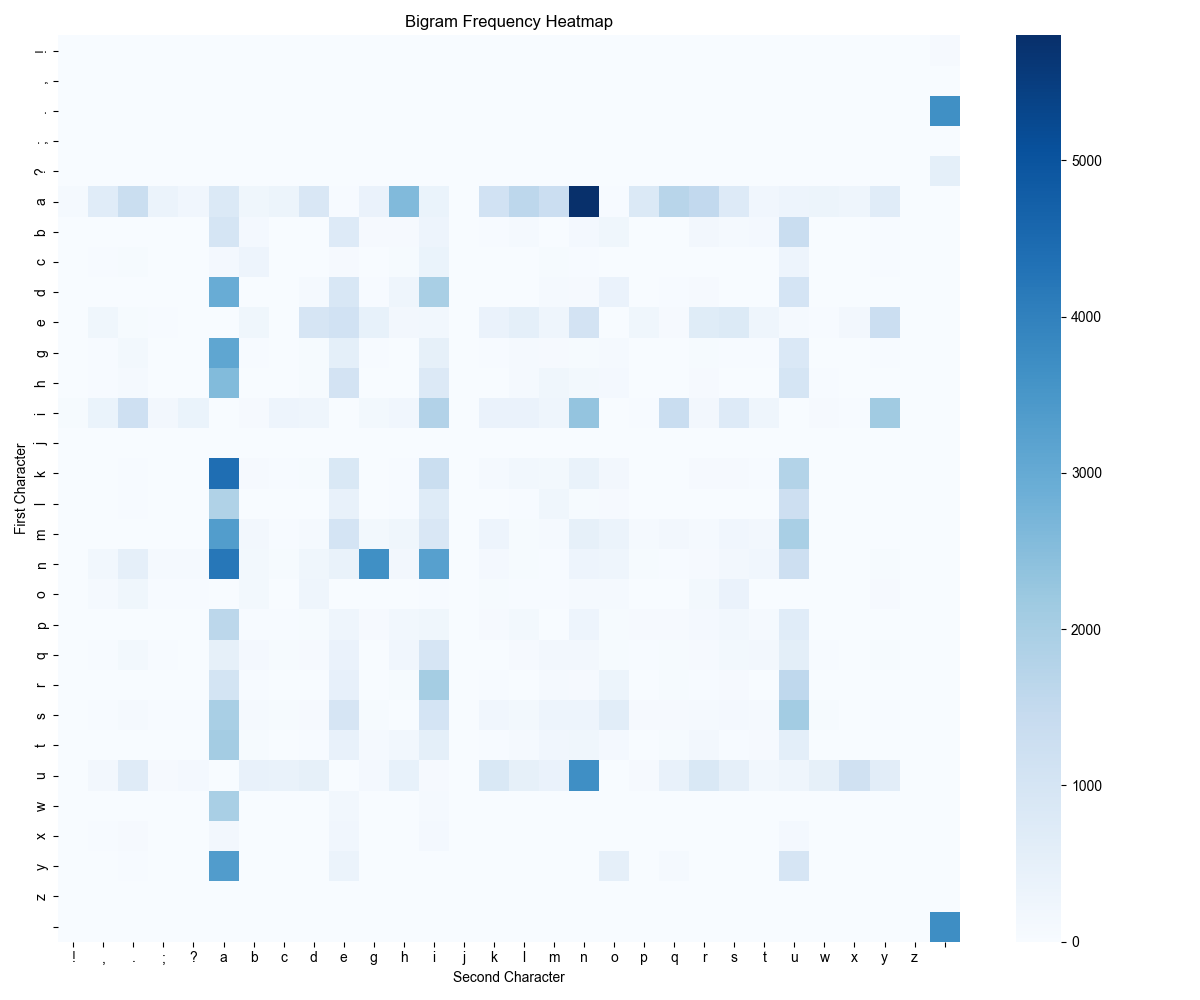 Bigram Frequency Heatmap
First Character
! , . ; ? a b c d e g h i j k l m n o p q r s t u w x y z
! , . ; ? a b c d e g h i j k l m n o p q r s t u w x y z
Second Character
5000
4000
3000
2000
1000
0